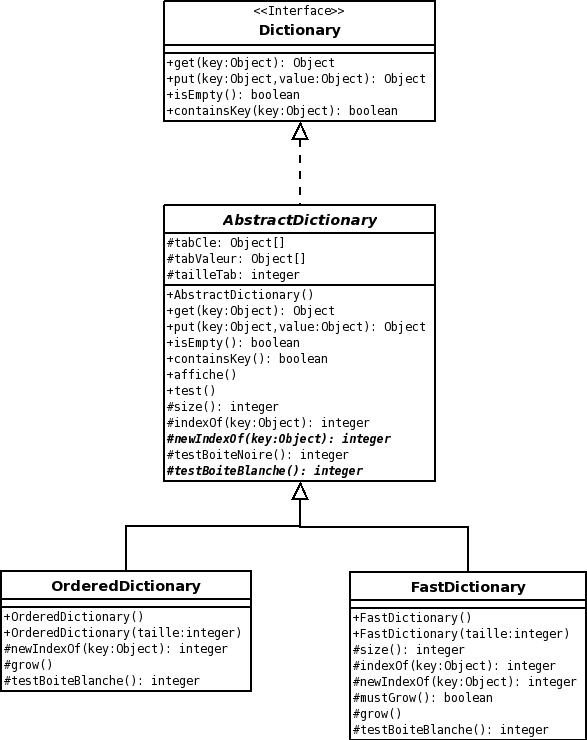 <<Interface>>
Dictionary
+get(key:Object): Object
+put(key:Object,value:Object): Object
+isEmpty(): boolean
+containsKey(key:Object): boolean
AbstractDictionary
#tabCle: Object[]
#tabValeur: Object[]
#tailleTab: integer
+AbstractDictionary()
+get(key:Object): Object
+put(key:Object,value:Object): Object
+isEmpty(): boolean
+containsKey(): boolean
+affiche()
+test()
#size(): integer
#indexOf(key:Object): integer
#newIndexOf(key:Object): integer
#testBoiteNoire(): integer
#testBoiteBlanche(): integer
OrderedDictionary
+OrderedDictionary()
+OrderedDictionary(taille:integer)
#newIndexOf(key:Object): integer
#grow()
#testBoiteBlanche(): integer
FastDictionary
+FastDictionary()
+FastDictionary(taille:integer)
#size(): integer
#indexOf(key:Object): integer
#newIndexOf(key:Object): integer
#mustGrow(): boolean
#grow()
#testBoiteBlanche(): integer